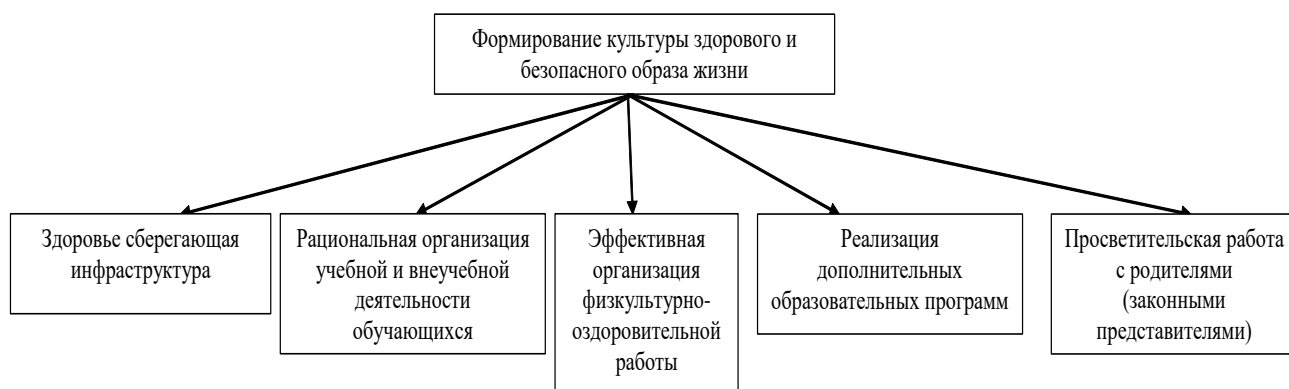 Формирование культуры здорового и
безопасного образа жизни
Здоровье сберегающая
инфраструктура
Рациональная организация
учебной и внеучебной
деятельности
обучающихся
Эффективная
организация
физкультурно-
оздоровительной
работы
Реализация
дополнительных
образовательных программ
Просветительская работа
с родителями
(законными
представителями)